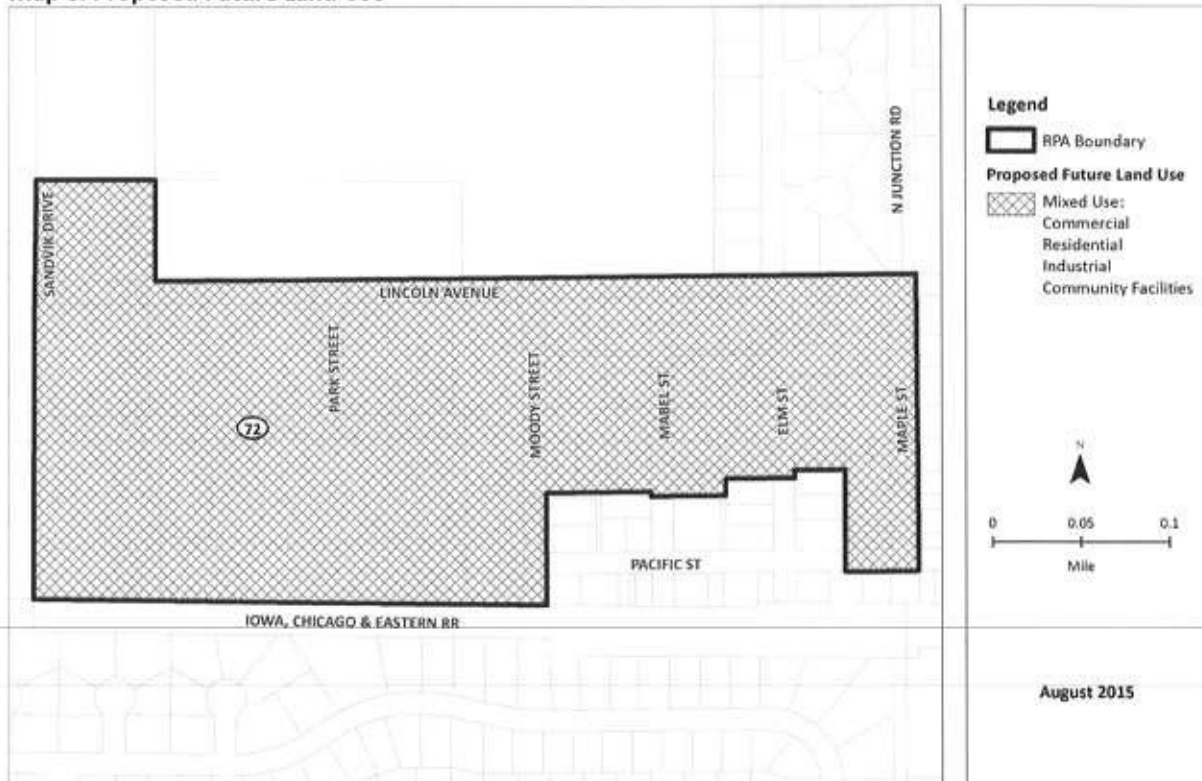 SANDVIK DRIVE
N JUNCTION RD
LINCOLN AVENUE
PARK STREET
MOODY STREET
MABEL ST
ELM ST
MAPLE ST
72
PACIFIC ST
IOWA, CHICAGO & EASTERN RR
Legend
RPA Boundary
Proposed Future Land Use
Mixed Use:
Commercial
Residential
Industrial
Community Facilities
N
0 0.05 0.1
Mile
August 2015